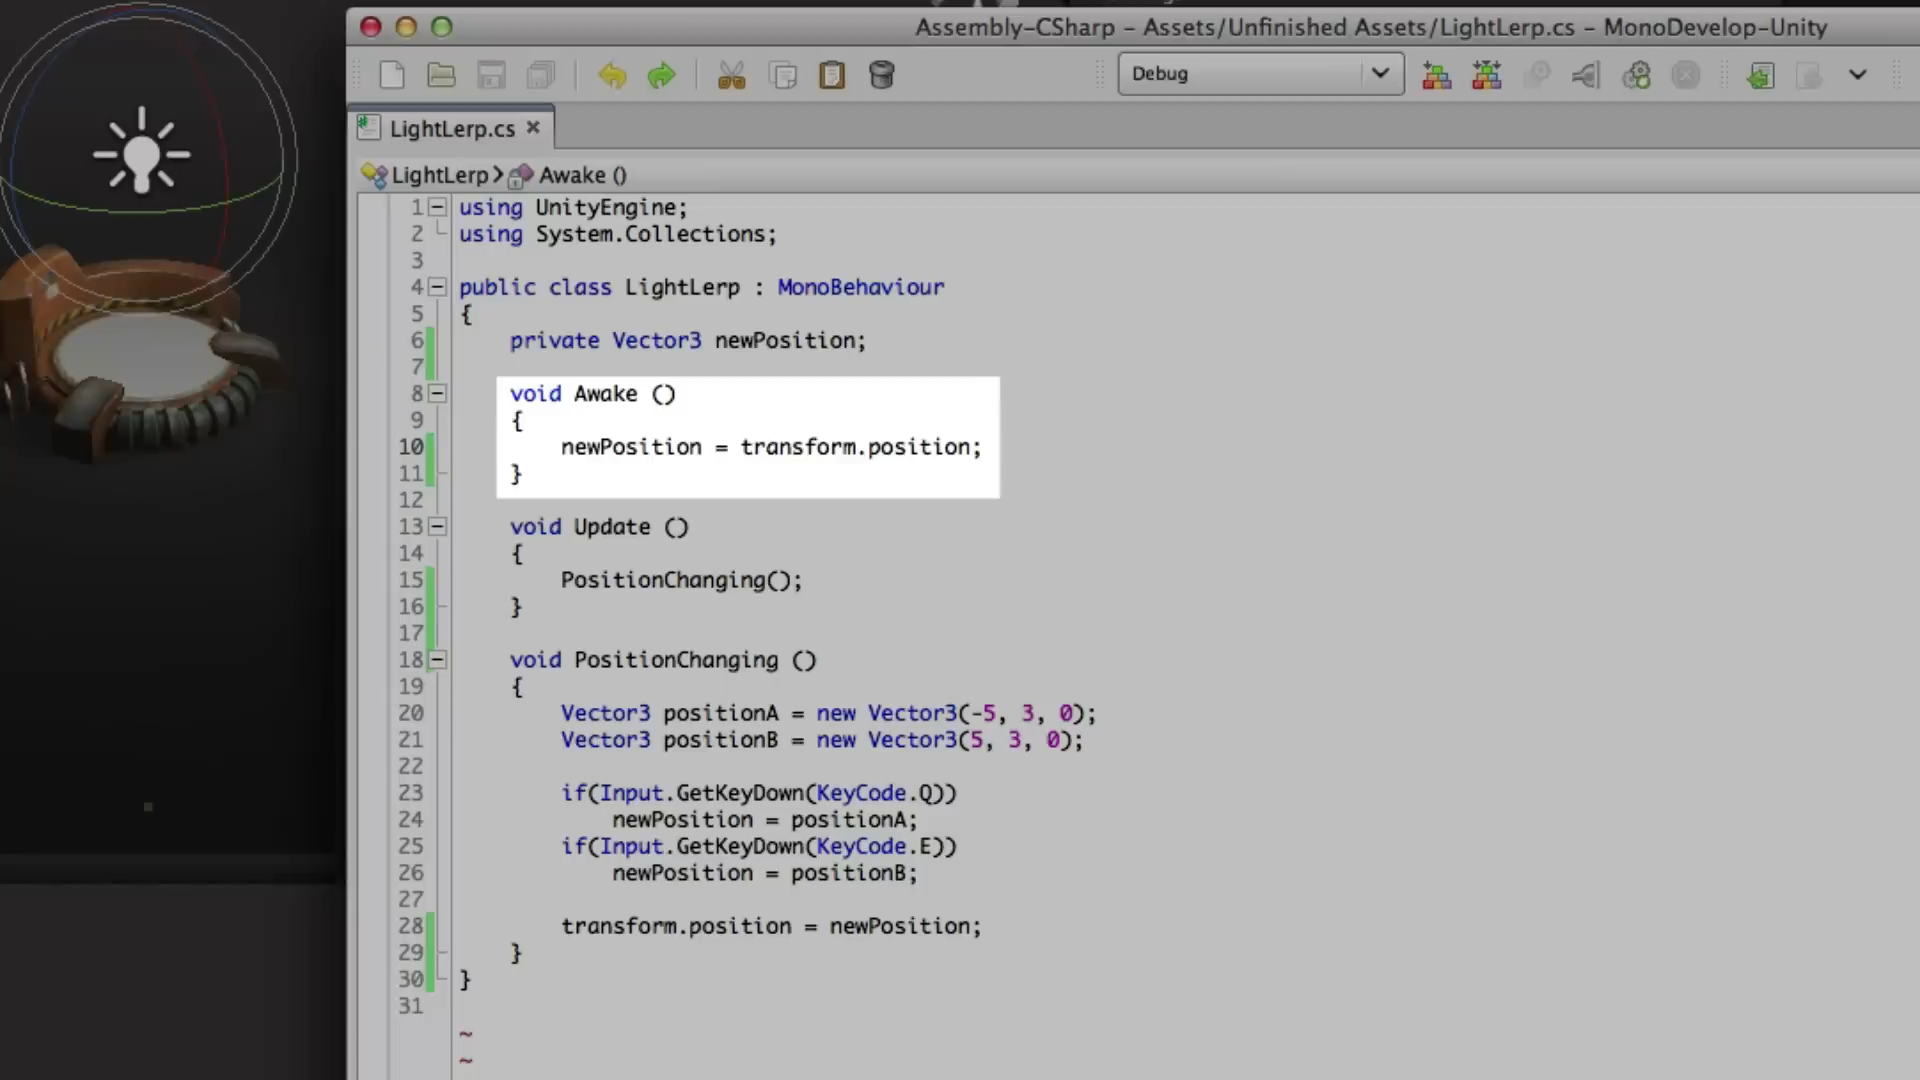 Assembly-CSharp – Assets/Unfinished Assets/LightLerp.cs – MonoDevelop-Unity
Debug
LightLerp.cs ×
LightLerp > Awake ()
1 using UnityEngine;
2 using System.Collections;
3
4 public class LightLerp : MonoBehaviour
5 {
6     private Vector3 newPosition;
7
8     void Awake ()
9     {
10         newPosition = transform.position;
11     }
12
13     void Update ()
14     {
15         PositionChanging();
16     }
17
18     void PositionChanging ()
19     {
20         Vector3 positionA = new Vector3(-5, 3, 0);
21         Vector3 positionB = new Vector3(5, 3, 0);
22
23         if(Input.GetKeyDown(KeyCode.Q))
24             newPosition = positionA;
25         if(Input.GetKeyDown(KeyCode.E))
26             newPosition = positionB;
27
28         transform.position = newPosition;
29     }
30 }
31
~
~